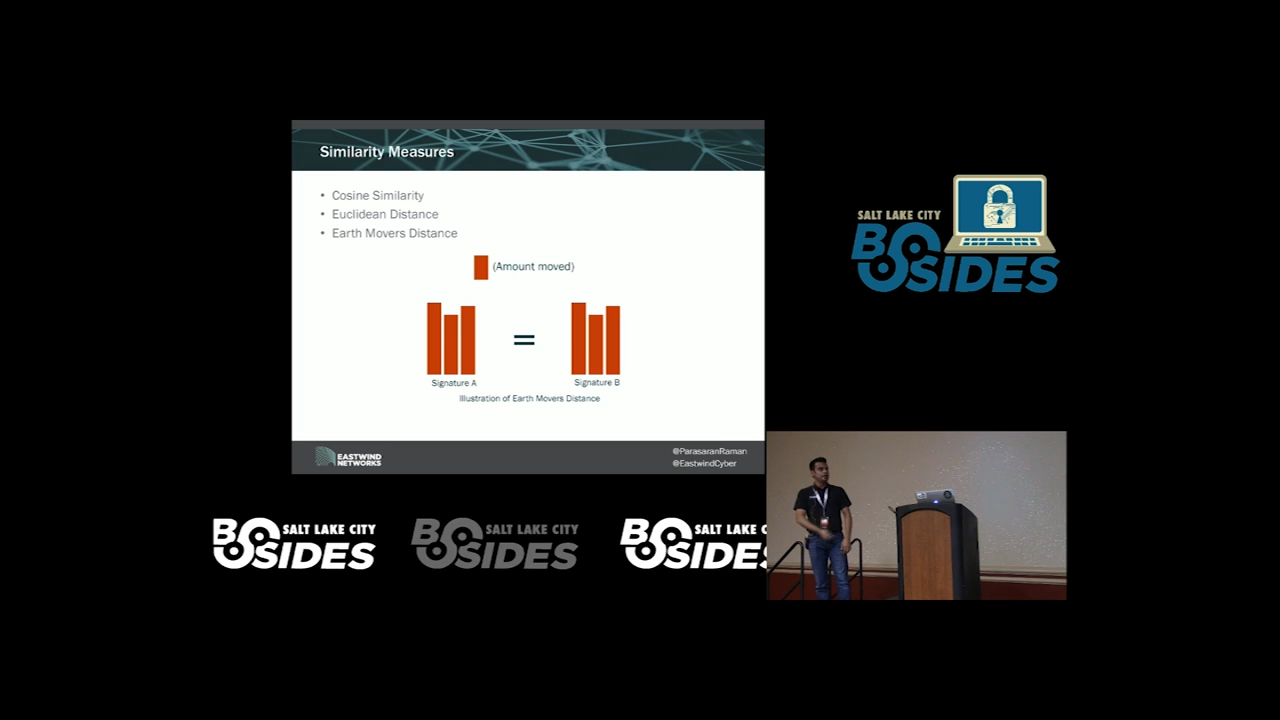 Similarity Measures
• Cosine Similarity
• Euclidean Distance
• Earth Movers Distance
(Amount moved)
=
Signature A
Signature B
Illustration of Earth Movers Distance
EASTWIND
NETWORKS
@ParasaranRaman
@EastwindCyber
SALT LAKE CITY
BSIDES
BSIDES SALT LAKE CITY
BSIDES SALT LAKE CITY
BSIDES SALT LAKE C